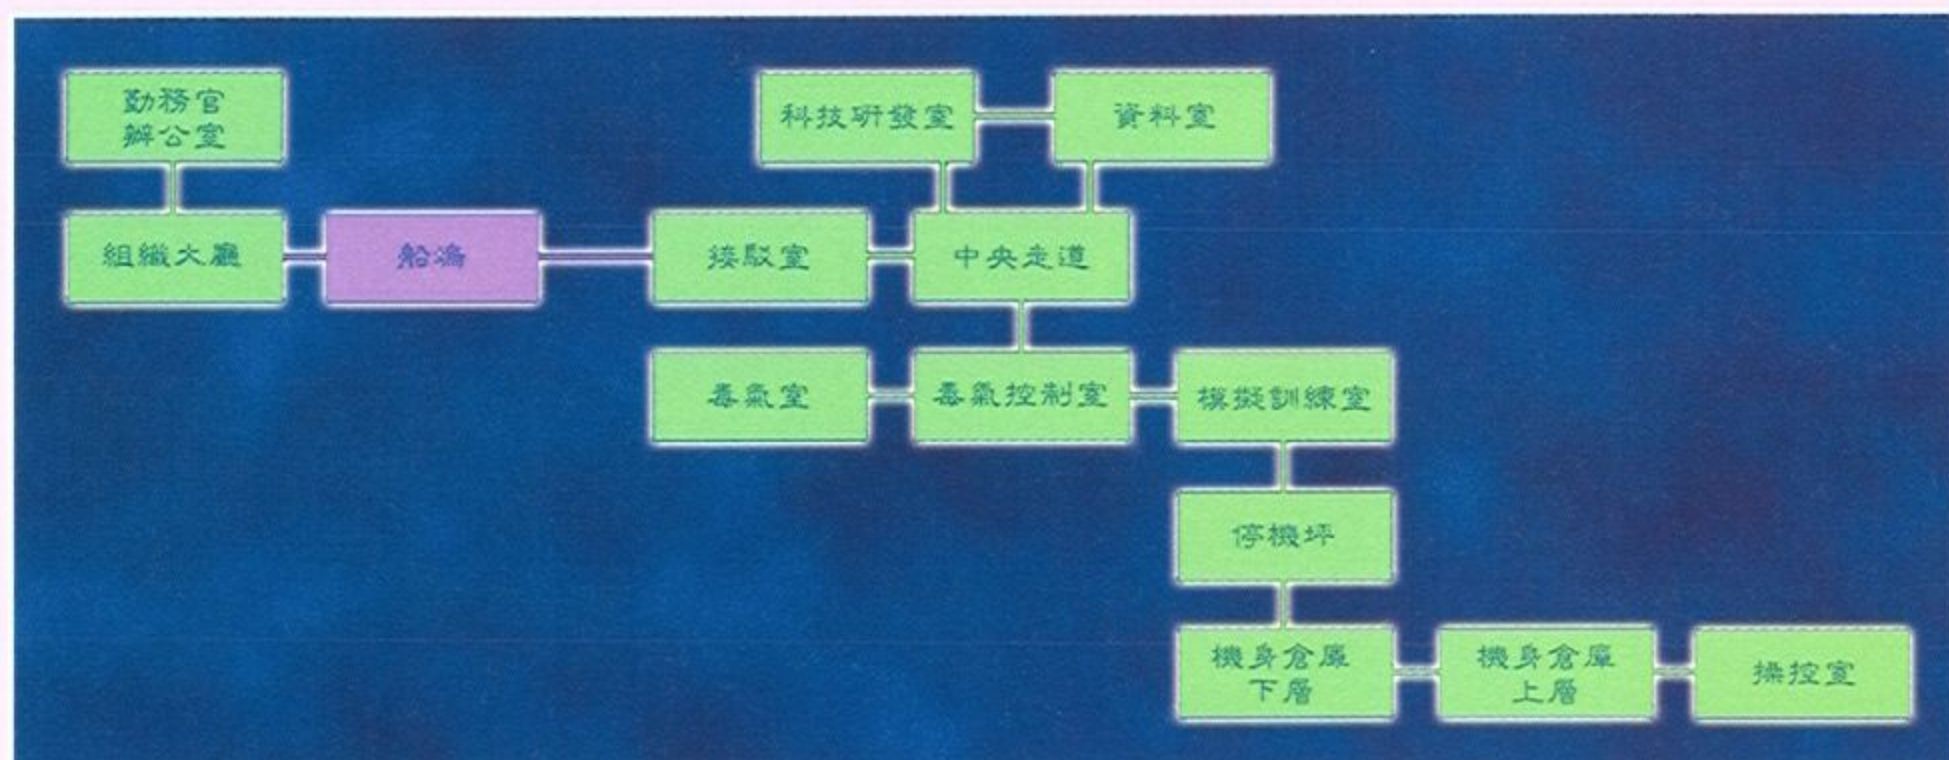 勤務官
辦公室
科技研發室
資料室
組織大廳
船塢
接駁室
中央走道
毒氣室
毒氣控制室
模擬訓練室
停機坪
機身倉庫
下層
機身倉庫
上層
操控室